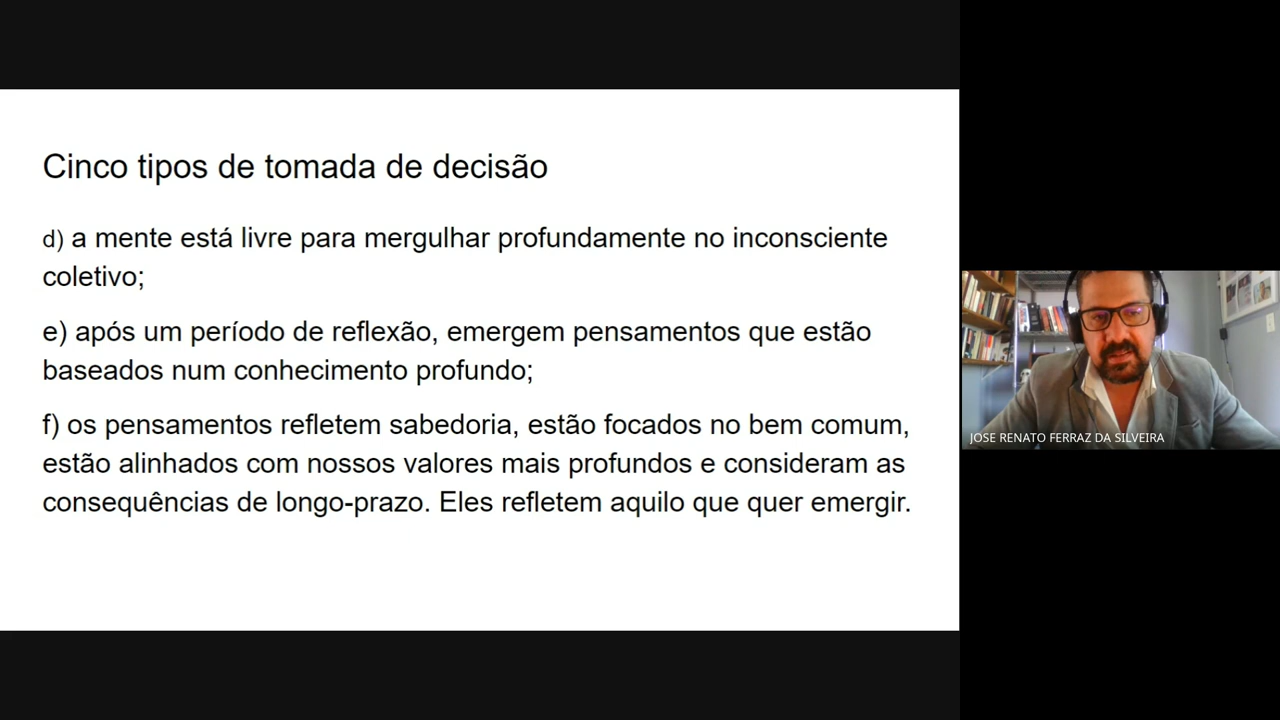 Cinco tipos de tomada de decisão
d) a mente está livre para mergulhar profundamente no inconsciente
coletivo;
e) após um período de reflexão, emergem pensamentos que estão
baseados num conhecimento profundo;
f) os pensamentos refletem sabedoria, estão focados no bem comum,
estão alinhados com nossos valores mais profundos e consideram as
consequências de longo-prazo. Eles refletem aquilo que quer emergir.
JOSE RENATO FERRAZ DA SILVEIRA